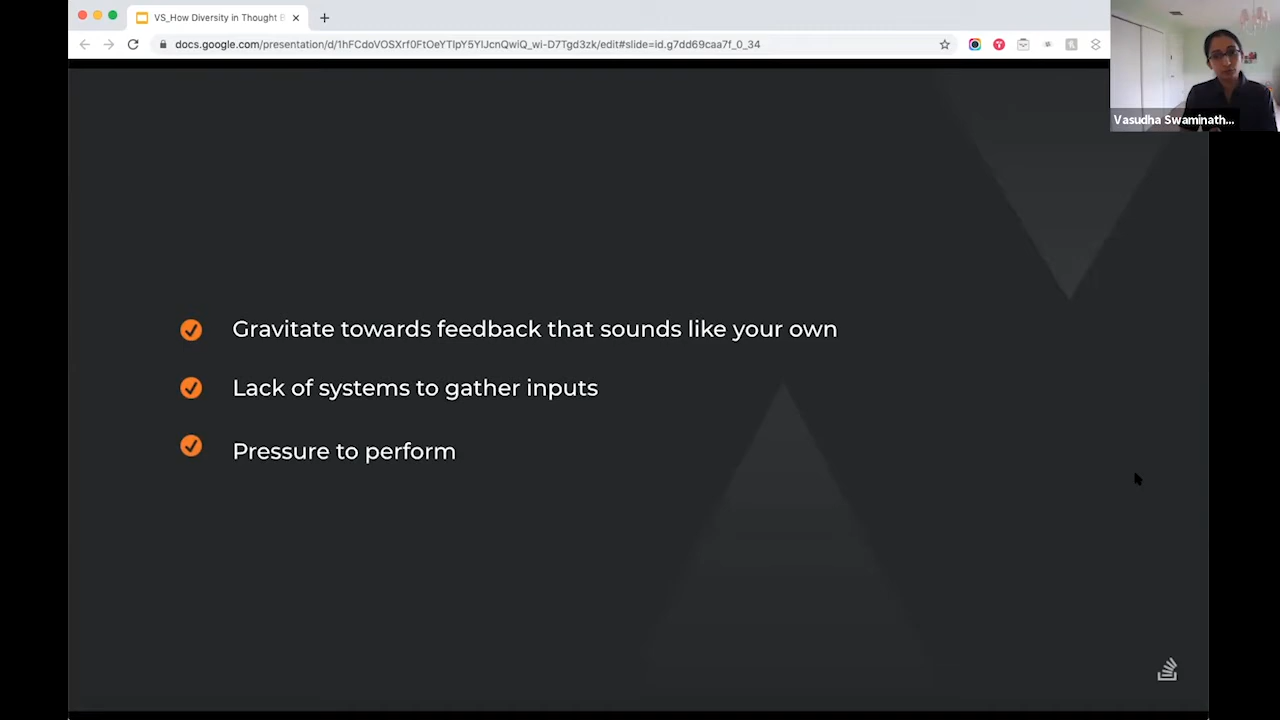 VS_How Diversity in Thought B
docs.google.com/presentation/d/1hFCdoVOSXrf0FtOeYTlpY5YlJcnQwiQ_wi-D7Tgd3zk/edit#slide=id.g7dd69caa7f_0_34
Vasudha Swaminath...
Gravitate towards feedback that sounds like your own
Lack of systems to gather inputs
Pressure to perform